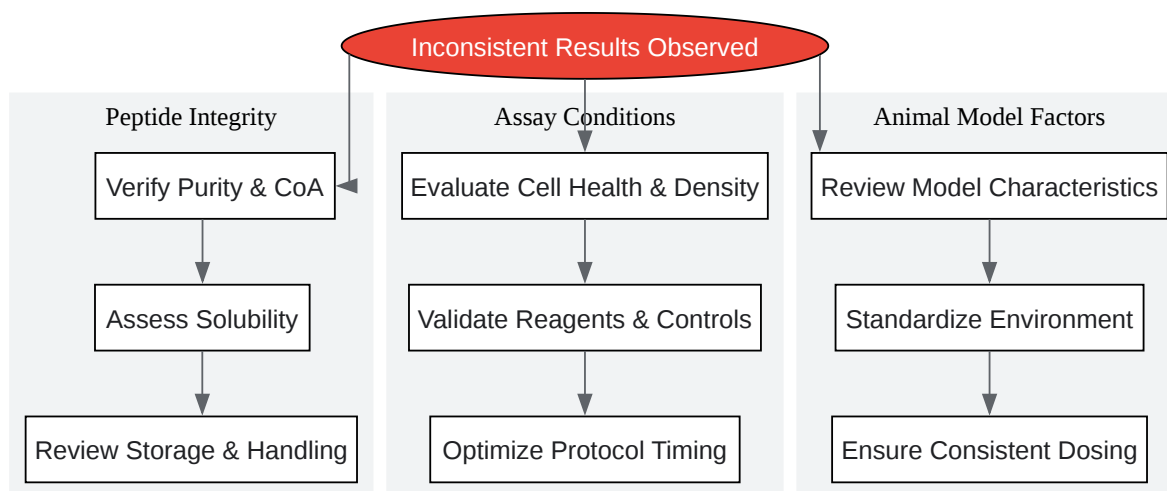 Inconsistent Results Observed
Peptide Integrity
Verify Purity & CoA
Assess Solubility
Review Storage & Handling
Assay Conditions
Evaluate Cell Health & Density
Validate Reagents & Controls
Optimize Protocol Timing
Animal Model Factors
Review Model Characteristics
Standardize Environment
Ensure Consistent Dosing